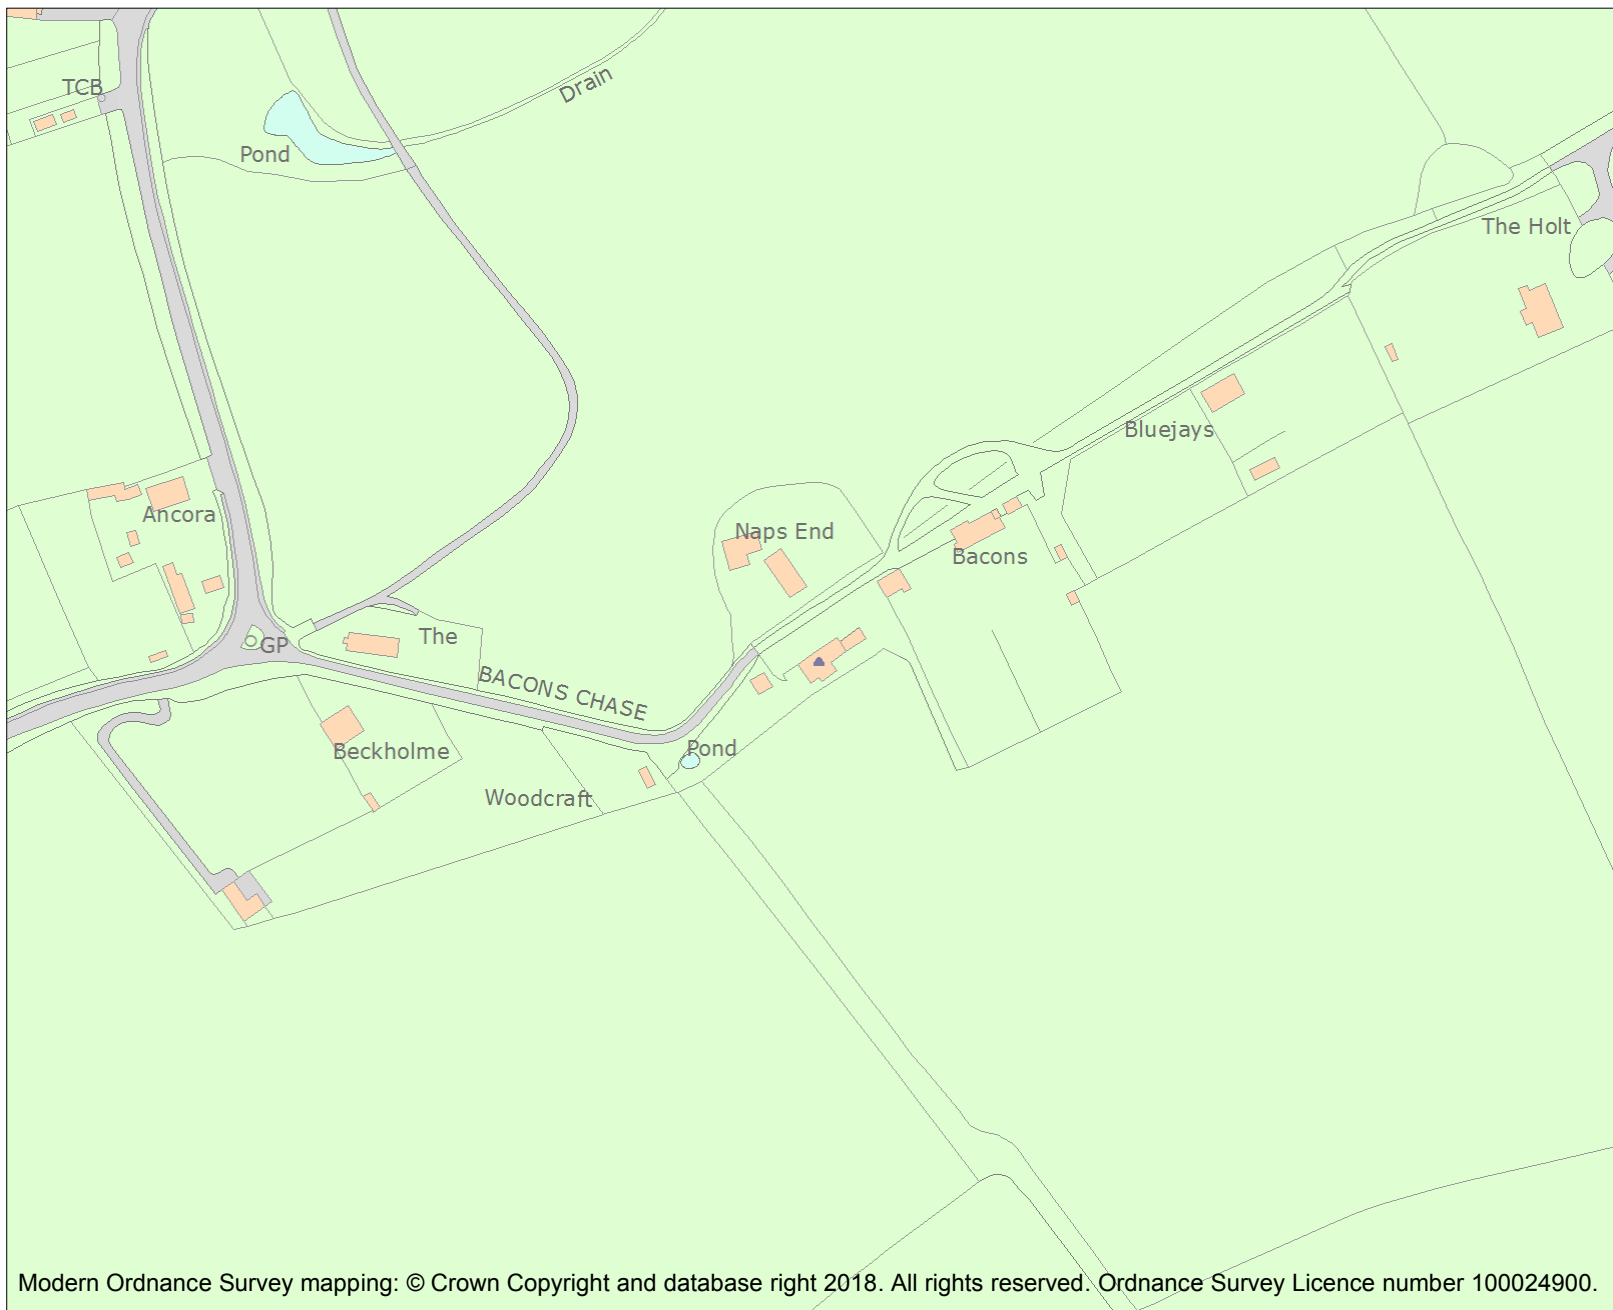 TCB
Drain
Pond
The Holt
Bluejays
Ancora
Naps End
Bacons
The
GP
BACONS CHASE
Pond
Beckholme
Woodcraft
Modern Ordnance Survey mapping: © Crown Copyright and database right 2018. All rights reserved. Ordnance Survey Licence number 100024900.